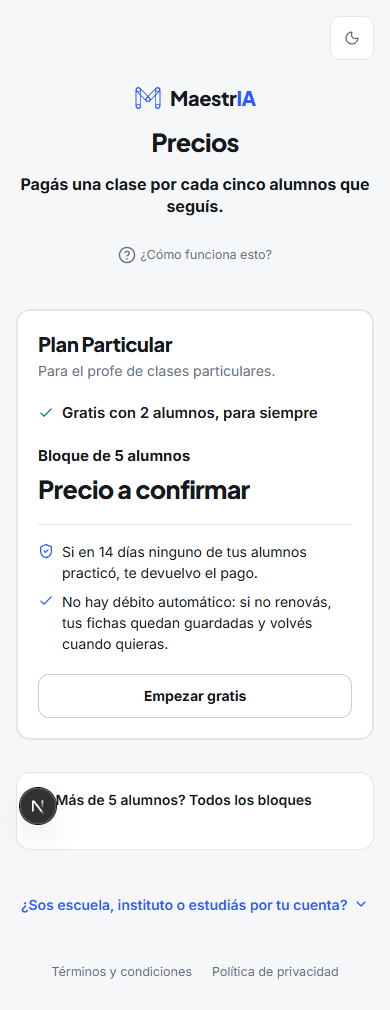 MaestrIA
Precios
Pagás una clase por cada cinco alumnos que
seguís.
¿Cómo funciona esto?
Plan Particular
Para el profe de clases particulares.
Gratis con 2 alumnos, para siempre
Bloque de 5 alumnos
Precio a confirmar
Si en 14 días ninguno de tus alumnos
practicó, te devuelvo el pago.
No hay débito automático: si no renovás,
tus fichas quedan guardadas y volvés
cuando quieras.
Empezar gratis
Más de 5 alumnos? Todos los bloques
N
¿Sos escuela, instituto o estudiás por tu cuenta?
Términos y condiciones
Política de privacidad